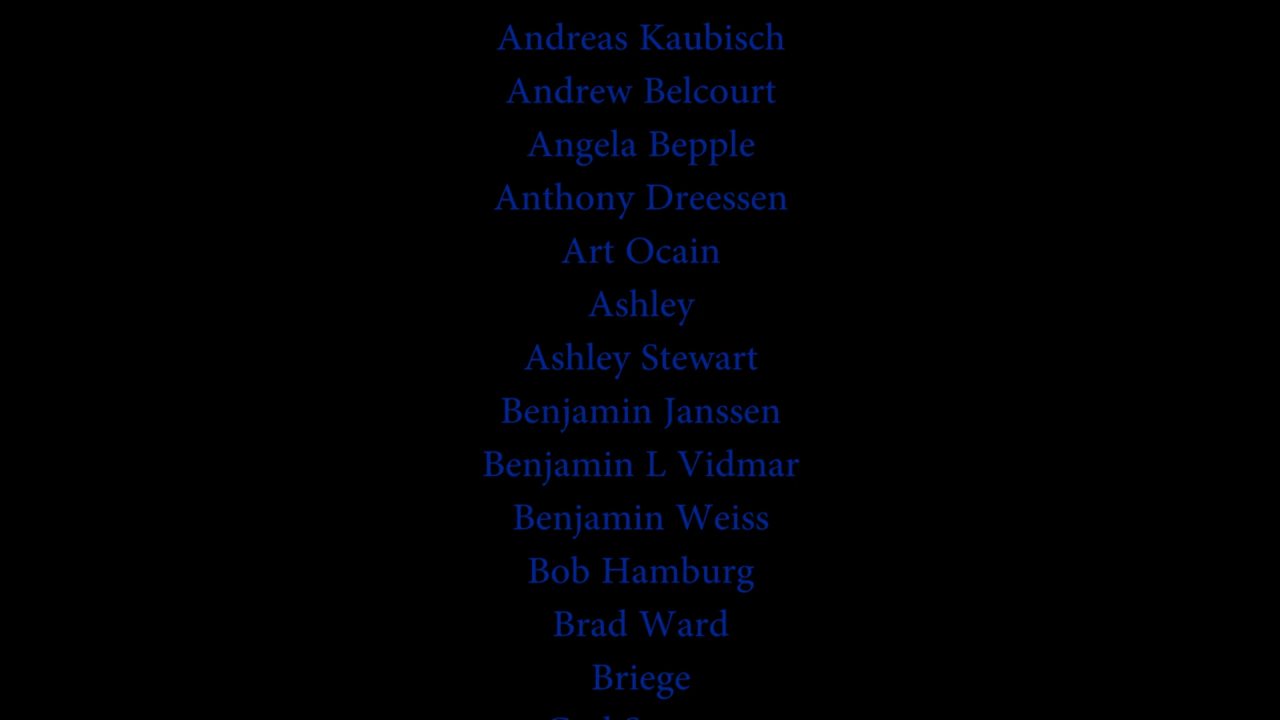 Andreas Kaubisch
Andrew Belcourt
Angela Bepple
Anthony Dreessen
Art Ocain
Ashley
Ashley Stewart
Benjamin Janssen
Benjamin L Vidmar
Benjamin Weiss
Bob Hamburg
Brad Ward
Briege